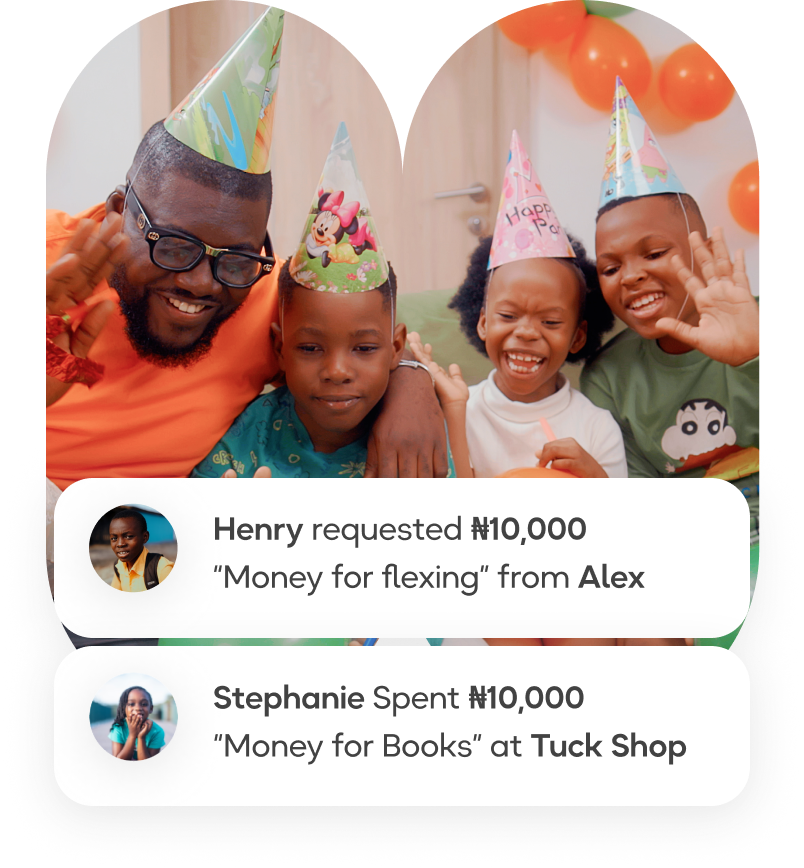 Happy
Henry requested ₦10,000
"Money for flexing" from Alex
Stephanie Spent ₦10,000
"Money for Books" at Tuck Shop